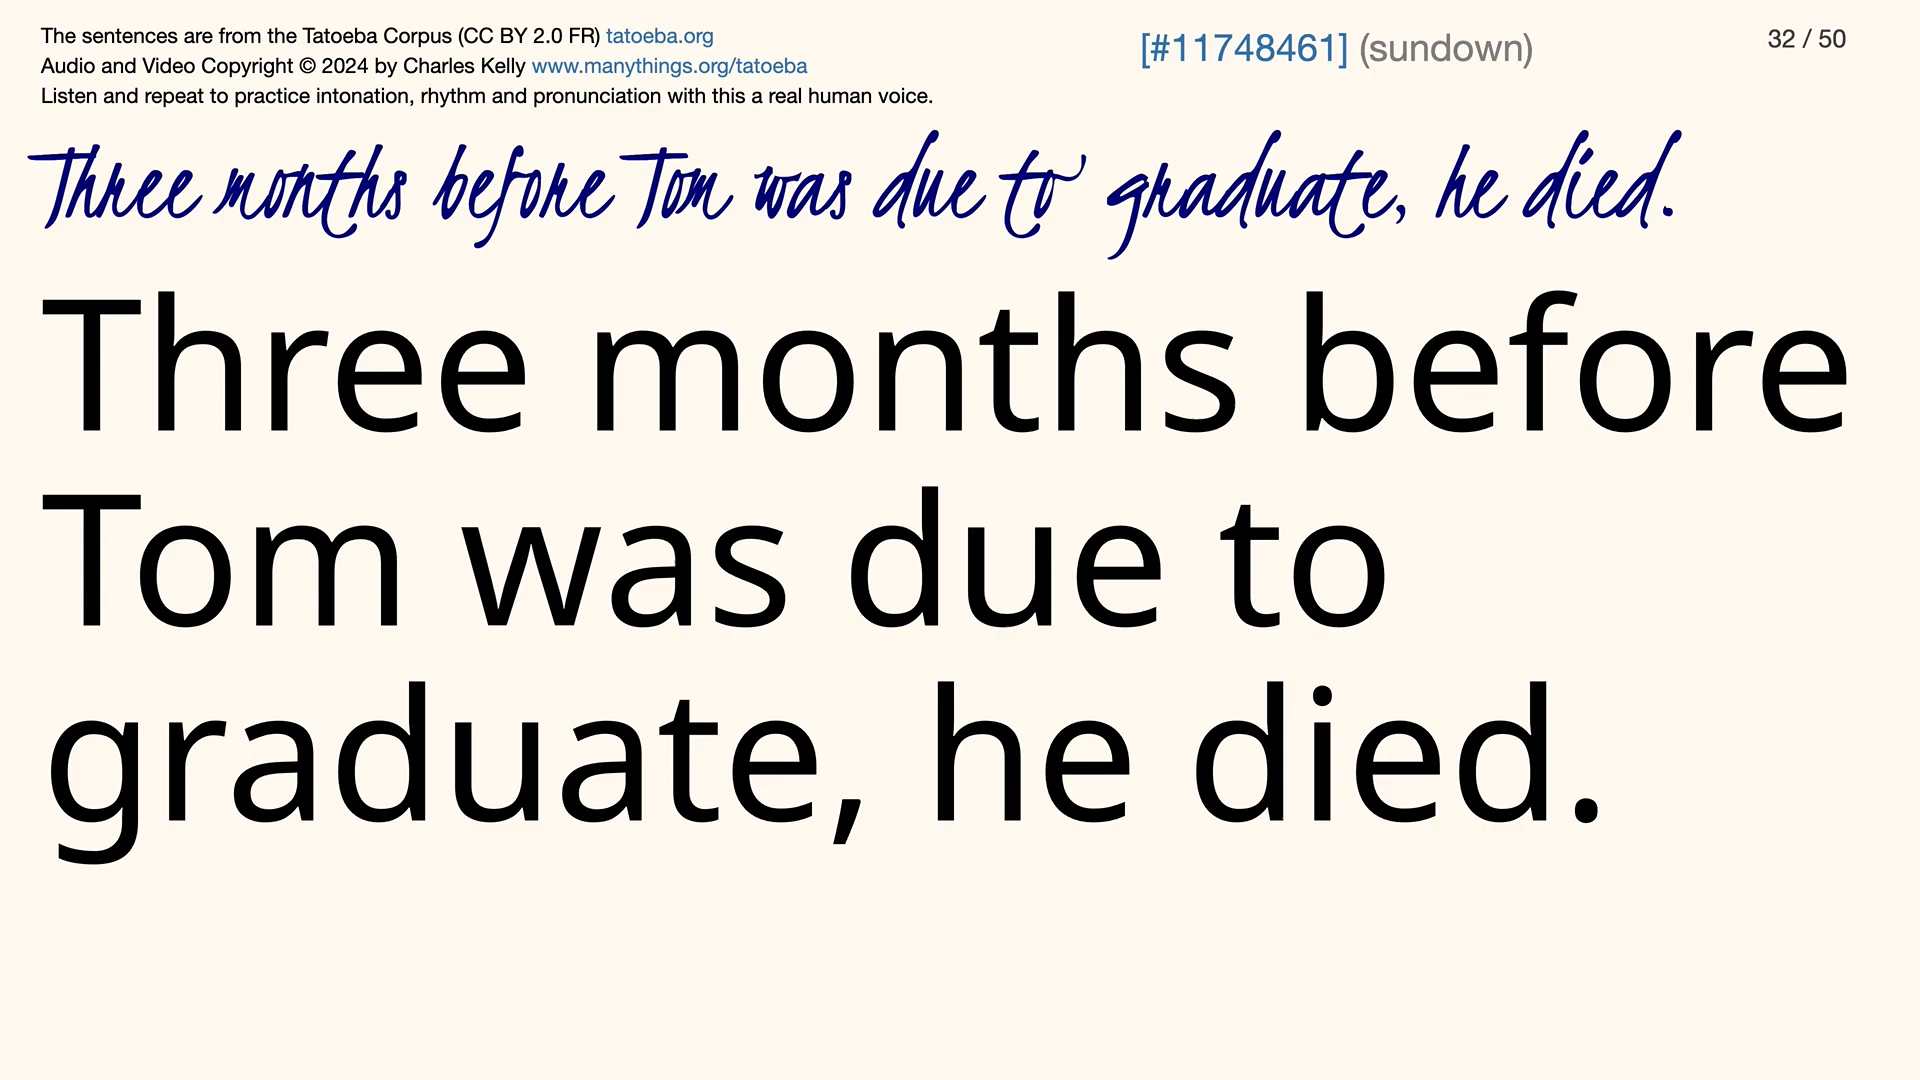 The sentences are from the Tatoeba Corpus (CC BY 2.0 FR) tatoeba.org
Audio and Video Copyright © 2024 by Charles Kelly www.manythings.org/tatoeba
Listen and repeat to practice intonation, rhythm and pronunciation with this a real human voice.
[#11748461] (sundown)
32 / 50
Three months before Tom was due to graduate, he died.
Three months before
Tom was due to
graduate, he died.